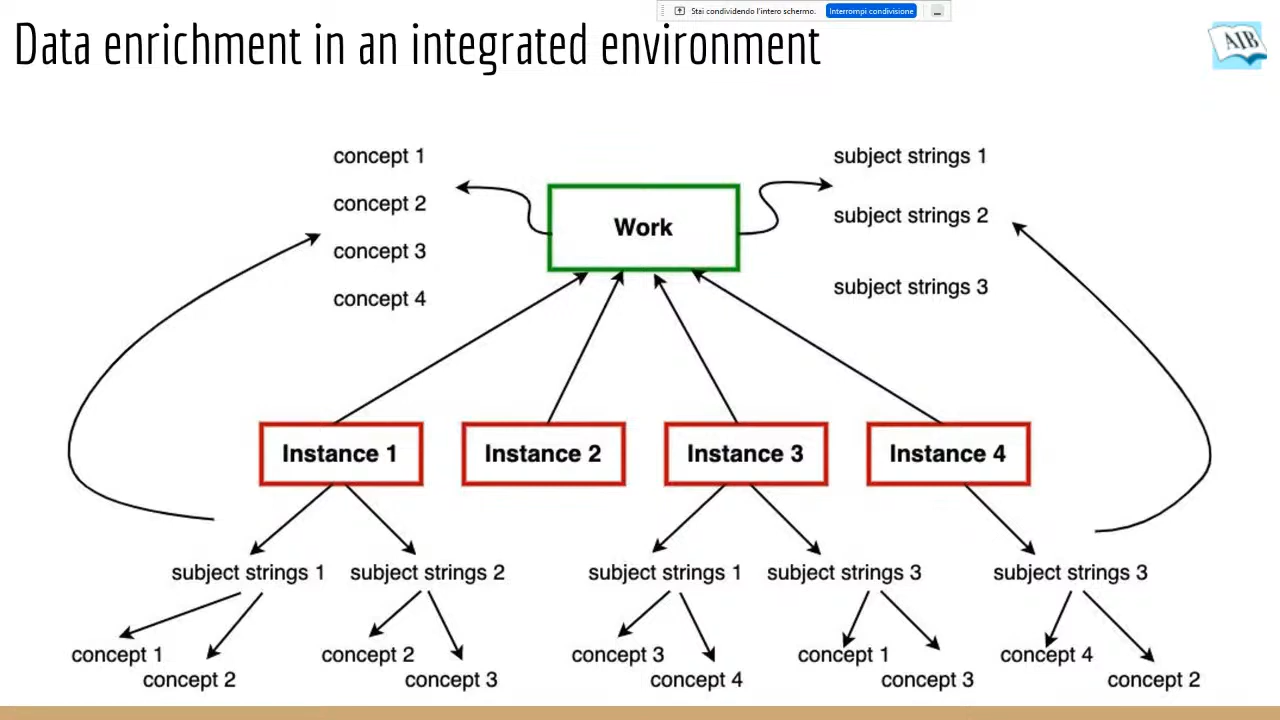 Stai condividendo l'intero schermo.
Interrompi condivisione
Data enrichment in an integrated environment
AIB
concept 1
concept 2
concept 3
concept 4
Work
subject strings 1
subject strings 2
subject strings 3
Instance 1
Instance 2
Instance 3
Instance 4
subject strings 1
subject strings 2
subject strings 1
subject strings 3
subject strings 3
concept 1
concept 2
concept 2
concept 3
concept 3
concept 4
concept 1
concept 3
concept 4
concept 2